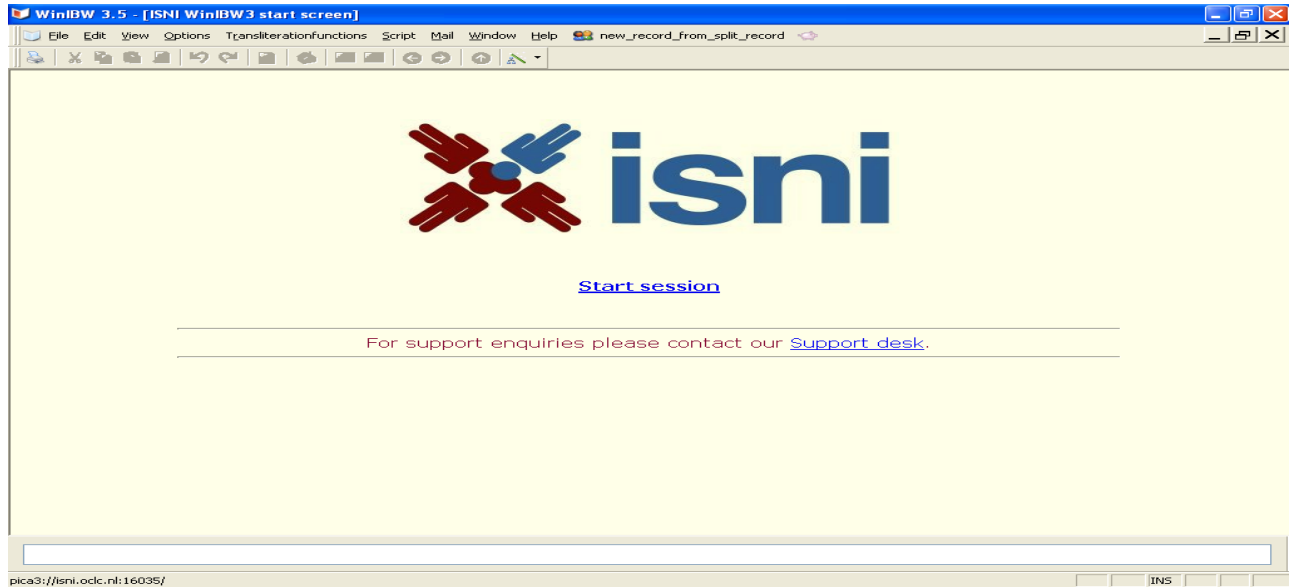 WinIBW 3.5 - [ISNI WinIBW3 start screen]
File Edit View Options Transliterationfunctions Script Mail Window Help new_record_from_split_record
isni
Start session
For support enquiries please contact our Support desk.
pica3://isni.oclc.nl:16035/ INS